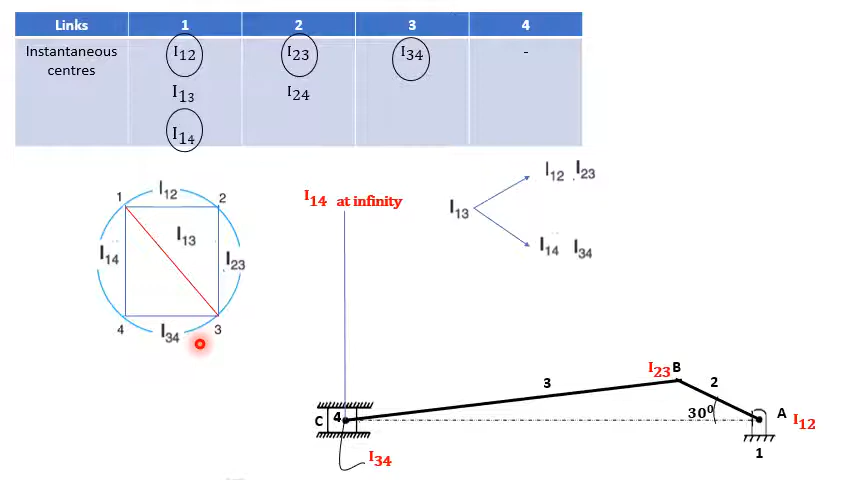 Links 1 2 3 4
Instantaneous centres I12 I23 I34 -
I13 I24
I14
I12
1 2
I13
I14 I23
4 I34 3
I14 at infinity
I12 I23
I13
I14 I34
I23 B
3 2
C 4 30⁰ A I12
1
I34